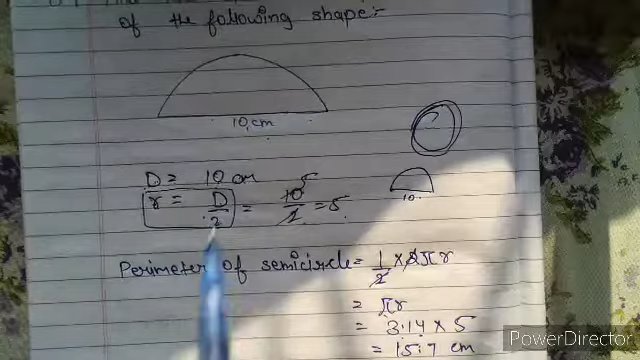 of the following shape:-
10 cm
10
D = 10 cm
r = D/2 = 10/2 = 5
5
Perimeter of semicircle = 1/2 × 2πr
= πr
= 3.14 × 5
= 15.7 cm
PowerDirector